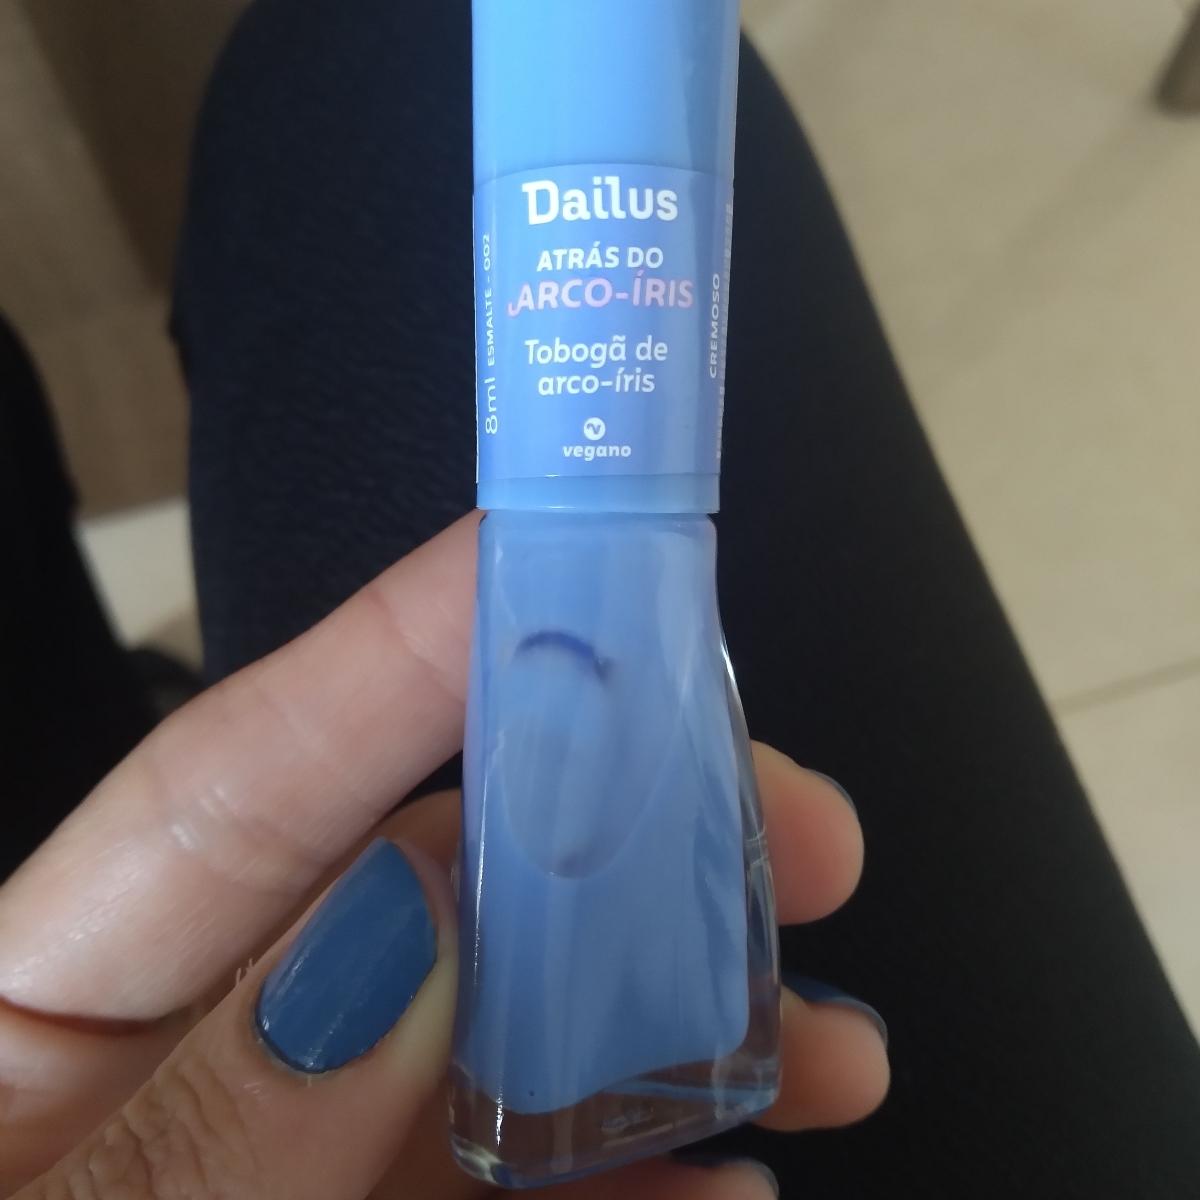 Dailus
ATRÁS DO
ARCO-ÍRIS
Tobogã de
arco-íris
vegano
8ml ESMALTE - 002
CREMOSO